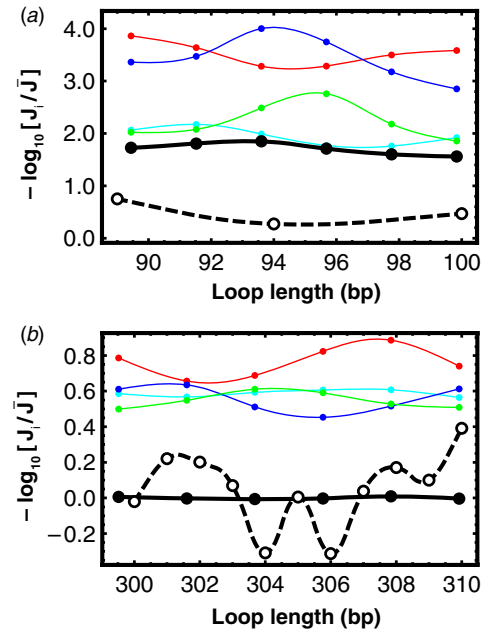 (a)
4.0
3.0
2.0
1.0
0.0
− log10 [ Ji / J̄ ]
90 92 94 96 98 100
Loop length (bp)
(b)
0.8
0.6
0.4
0.2
0.0
−0.2
− log10 [ Ji / J̄ ]
300 302 304 306 308 310
Loop length (bp)